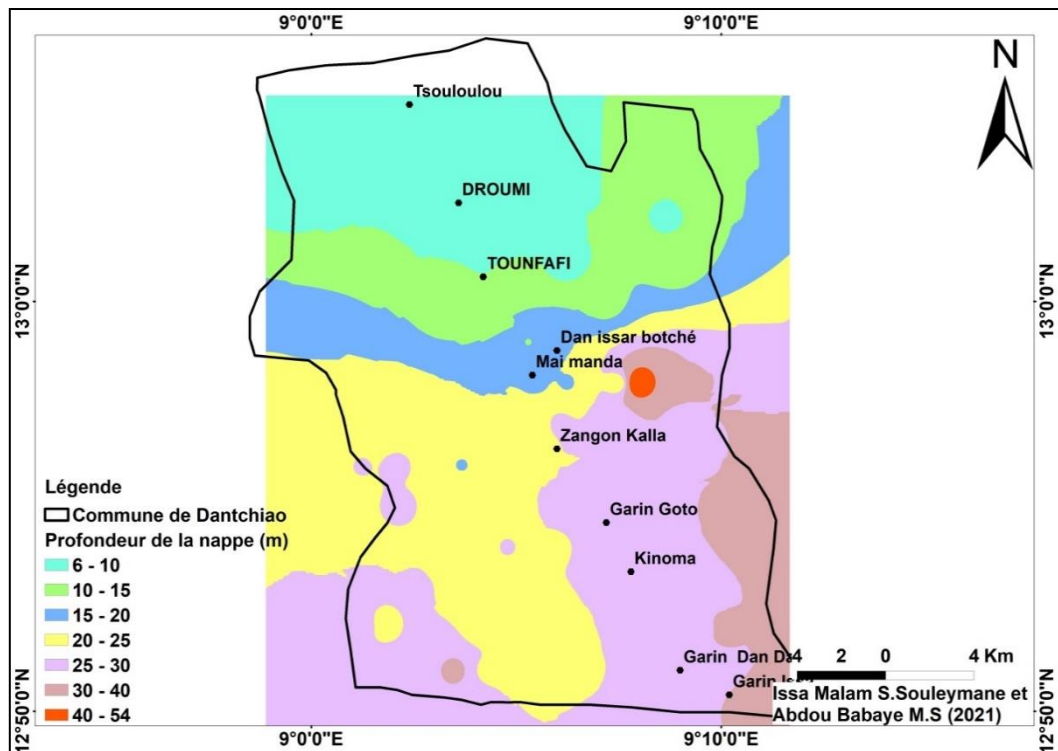 9°0'0"E
9°10'0"E
N
Tsouloulou
DROUMI
TOUNFAFI
13°0'0"N
13°0'0"N
Dan issar botché
Mai manda
Zangon Kalla
Garin Goto
Kinoma
Garin Dan Da
Garin
Légende
Commune de Dantchiao
Profondeur de la nappe (m)
6 - 10
10 - 15
15 - 20
20 - 25
25 - 30
30 - 40
40 - 54
4 2 0 4 Km
Issa Malam S.Souleymane et
Abdou Babaye M.S (2021)
12°50'0"N
12°50'0"N
9°0'0"E
9°10'0"E